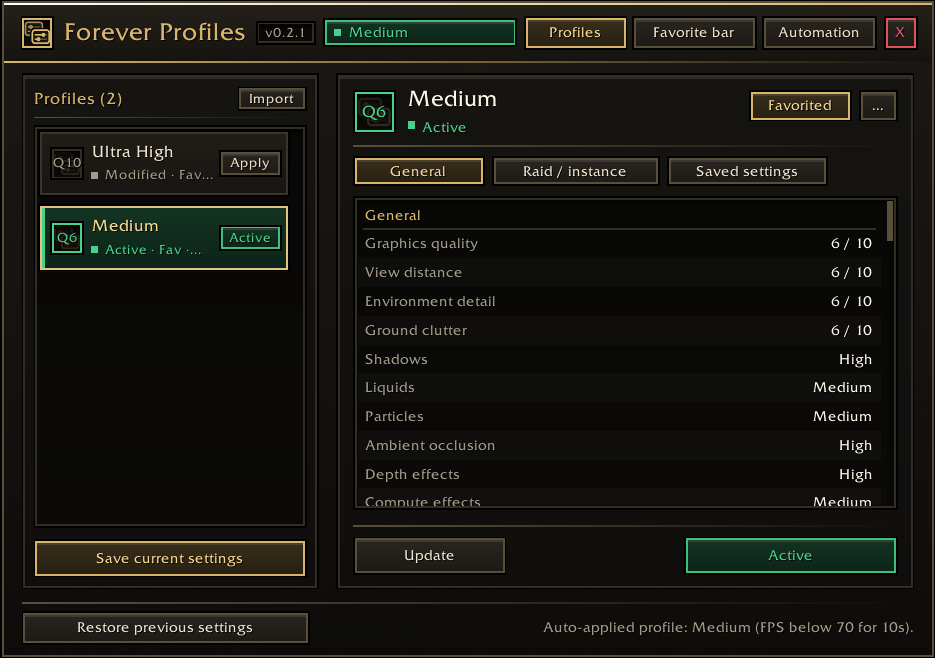 Forever Profiles v0.2.1 Medium Profiles Favorite bar Automation X
Profiles (2) Import
Q10 Ultra High Apply
Modified · Fav...
Q6 Medium Active
Active · Fav ·...
Save current settings
Q6 Medium Favorited ...
Active
General Raid / instance Saved settings
General
Graphics quality 6 / 10
View distance 6 / 10
Environment detail 6 / 10
Ground clutter 6 / 10
Shadows High
Liquids Medium
Particles Medium
Ambient occlusion High
Depth effects High
Compute effects Medium
Update Active
Restore previous settings Auto-applied profile: Medium (FPS below 70 for 10s).